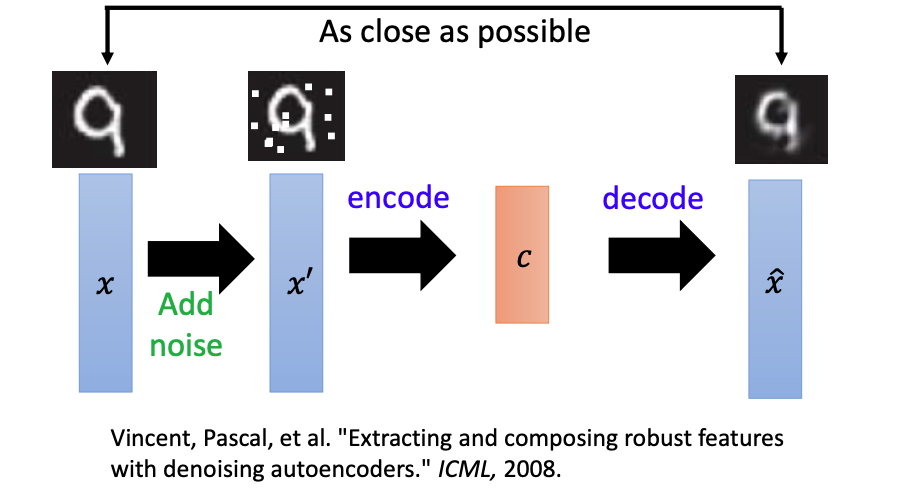 As close as possible
encode
decode
x
x′
c
x̂
Add
noise
Vincent, Pascal, et al. "Extracting and composing robust features
with denoising autoencoders." ICML, 2008.